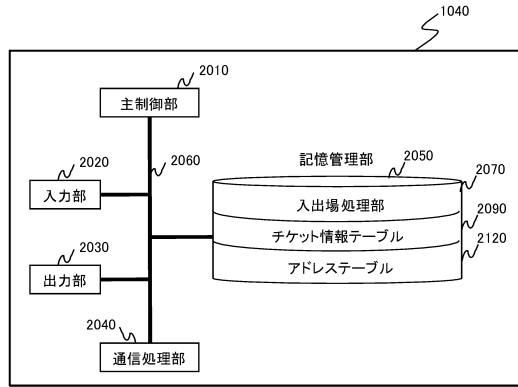 1040
2010
主制御部
2020
2060
入力部
2030
出力部
2040
通信処理部
記憶管理部
2050
2070
入出場処理部
2090
チケット情報テーブル
2120
アドレステーブル